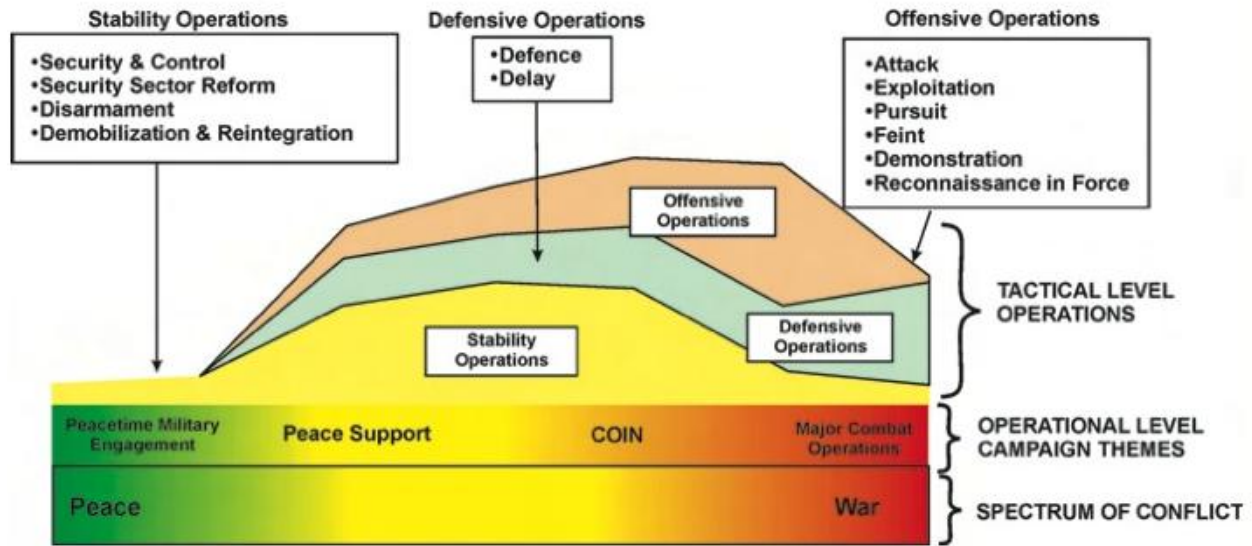 Stability Operations
•Security & Control
•Security Sector Reform
•Disarmament
•Demobilization & Reintegration
Defensive Operations
•Defence
•Delay
Offensive Operations
•Attack
•Exploitation
•Pursuit
•Feint
•Demonstration
•Reconnaissance in Force
Offensive
Operations
Stability
Operations
Defensive
Operations
TACTICAL LEVEL
OPERATIONS
Peacetime Military
Engagement
Peace Support
COIN
Major Combat
Operations
OPERATIONAL LEVEL
CAMPAIGN THEMES
Peace
War
SPECTRUM OF CONFLICT